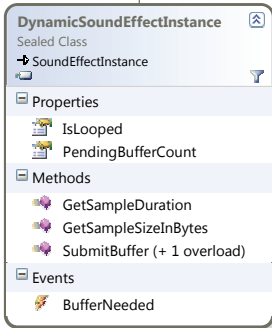 DynamicSoundEffectInstance
Sealed Class
SoundEffectInstance
Properties
IsLooped
PendingBufferCount
Methods
GetSampleDuration
GetSampleSizeInBytes
SubmitBuffer (+ 1 overload)
Events
BufferNeeded